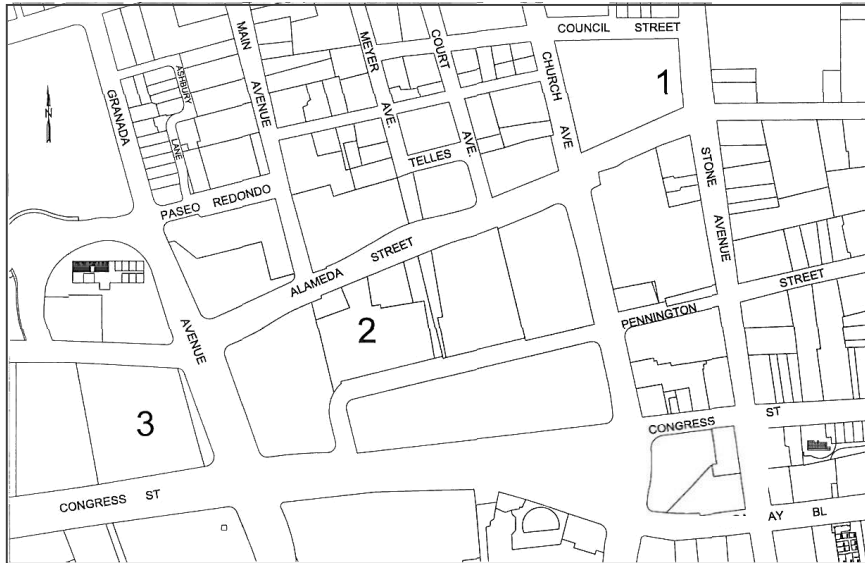 COUNCIL STREET
1
MAIN AVENUE
MEYER AVE.
COURT AVE.
CHURCH AVE
ASHBURY LANE
GRANADA AVENUE
N
STONE AVENUE
TELLES
PASEO REDONDO
ALAMEDA STREET
PENNINGTON STREET
2
3
CONGRESS ST
CONGRESS ST
AY BL